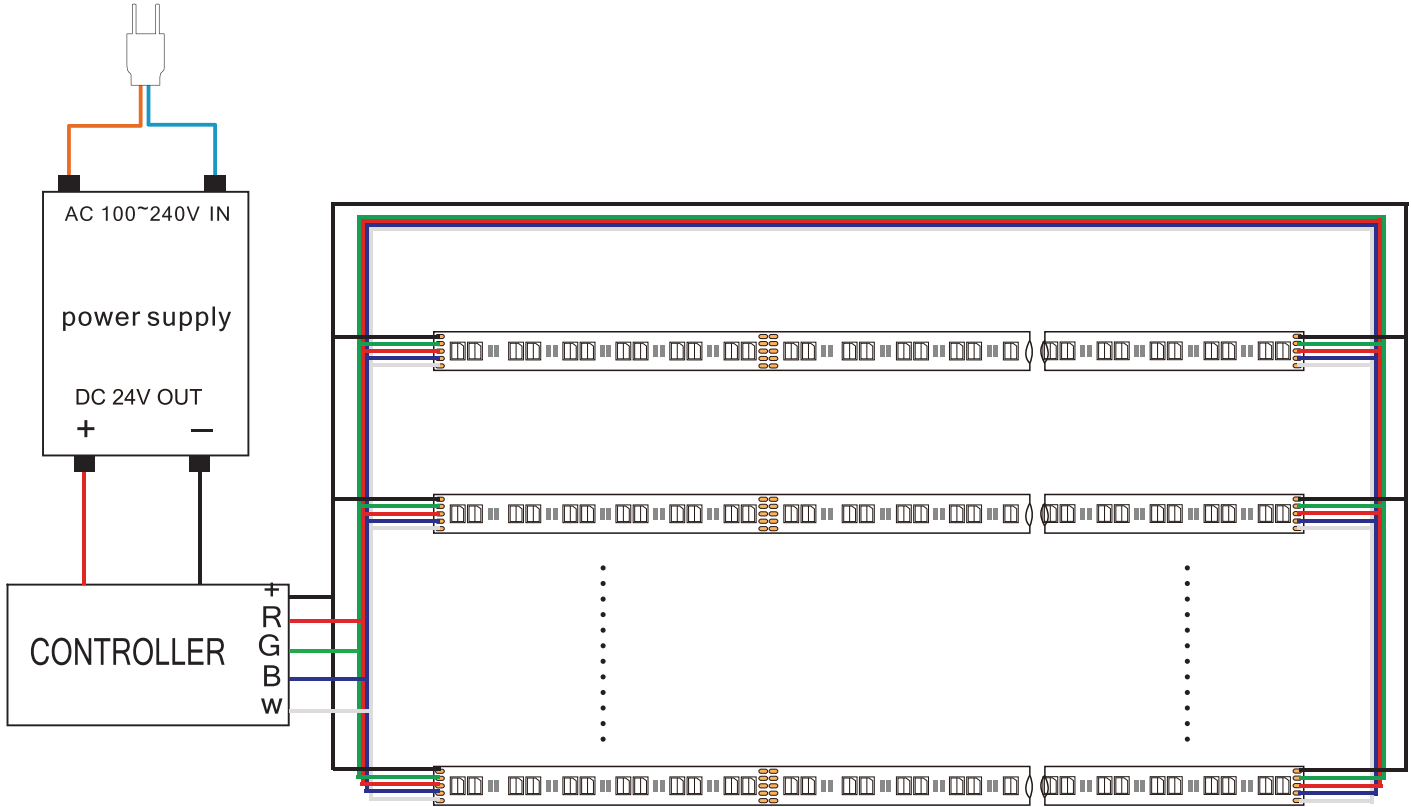 AC 100~240V IN
power supply
DC 24V OUT
+ —
CONTROLLER
+
R
G
B
w